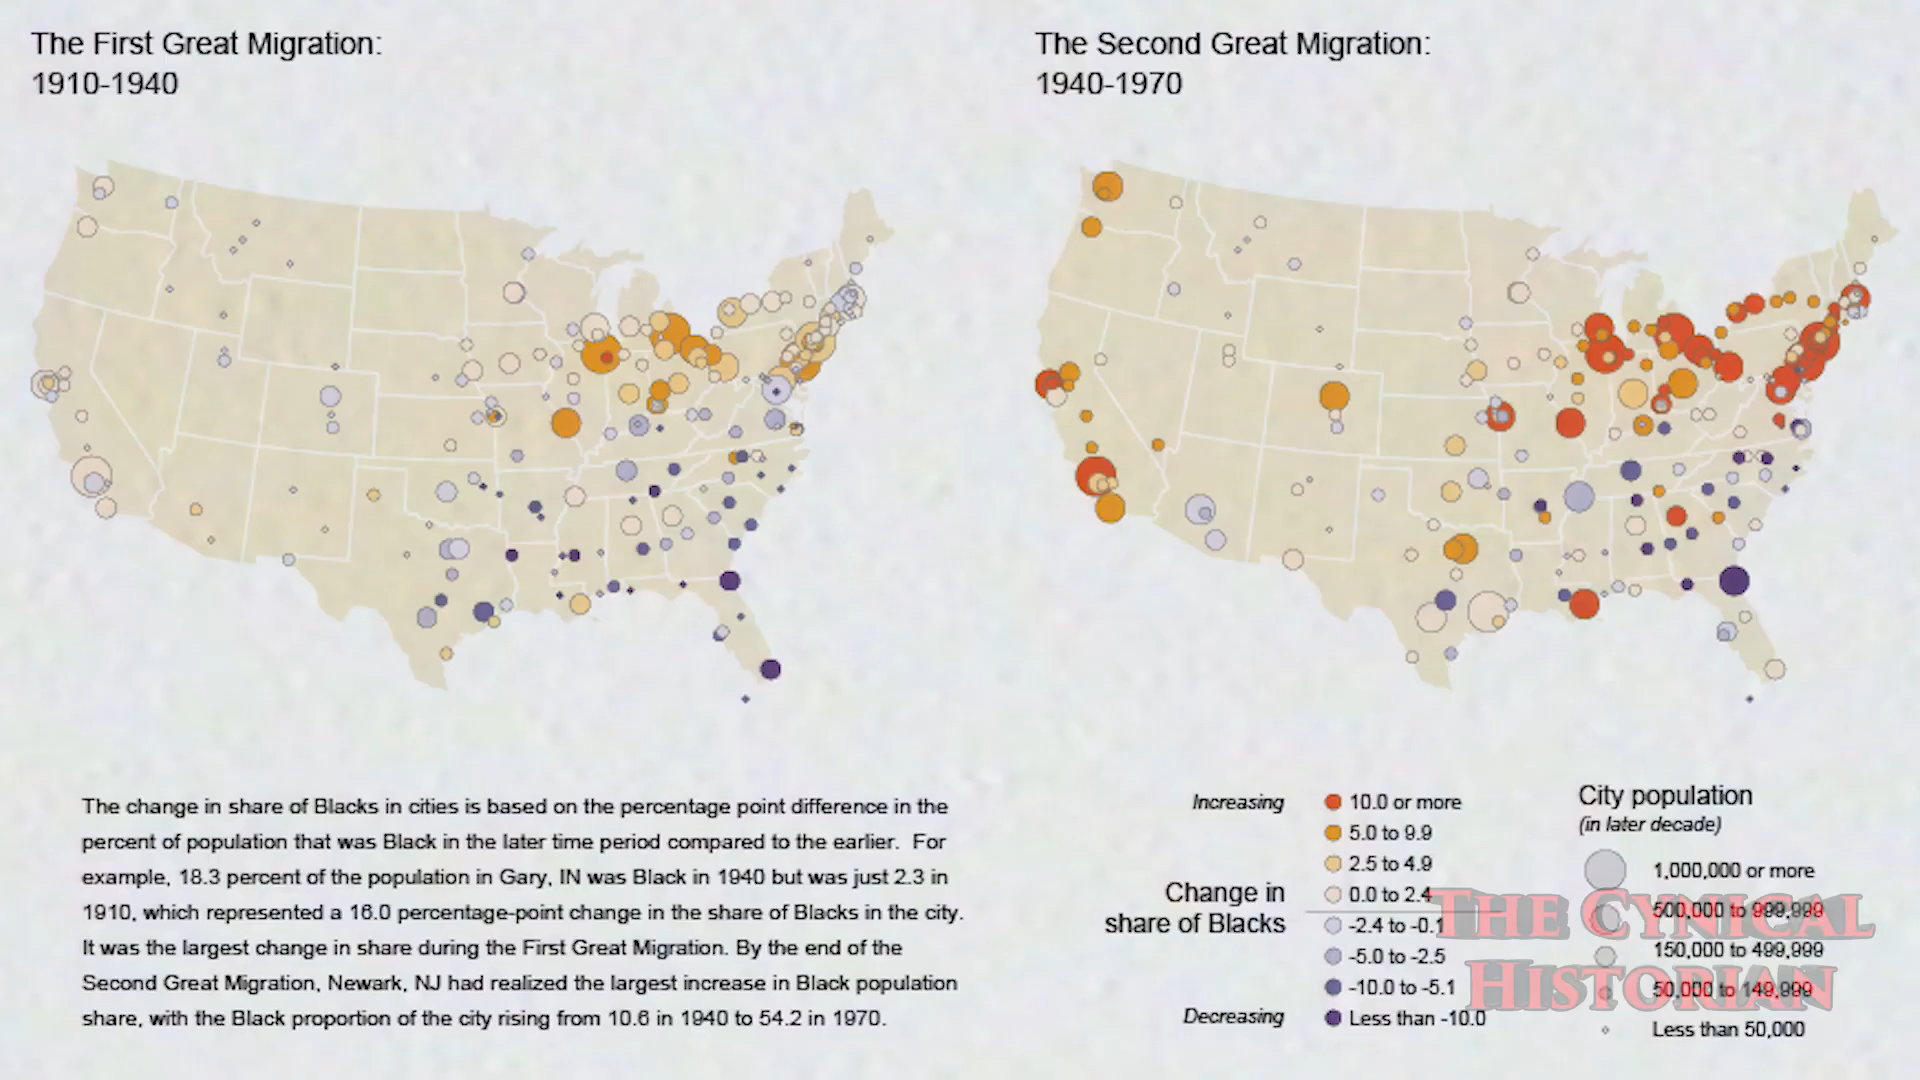 The First Great Migration:
1910-1940
The Second Great Migration:
1940-1970
The change in share of Blacks in cities is based on the percentage point difference in the
percent of population that was Black in the later time period compared to the earlier. For
example, 18.3 percent of the population in Gary, IN was Black in 1940 but was just 2.3 in
1910, which represented a 16.0 percentage-point change in the share of Blacks in the city.
It was the largest change in share during the First Great Migration. By the end of the
Second Great Migration, Newark, NJ had realized the largest increase in Black population
share, with the Black proportion of the city rising from 10.6 in 1940 to 54.2 in 1970.
Increasing
Change in
share of Blacks
Decreasing
10.0 or more
5.0 to 9.9
2.5 to 4.9
0.0 to 2.4
-2.4 to -0.1
-5.0 to -2.5
-10.0 to -5.1
Less than -10.0
City population
(in later decade)
1,000,000 or more
500,000 to 999,999
150,000 to 499,999
50,000 to 149,999
Less than 50,000
THE CYNICAL
HISTORIAN